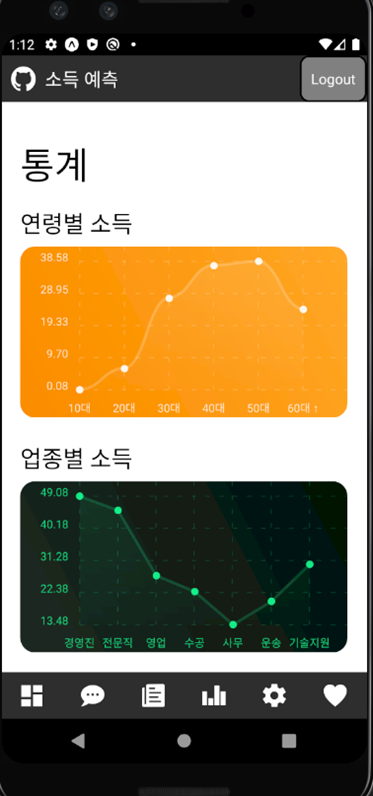 1:12
소득 예측
Logout
통계
연령별 소득
38.58
28.95
19.33
9.70
0.08
10대 20대 30대 40대 50대 60대 ↑
업종별 소득
49.08
40.18
31.28
22.38
13.48
경영진 전문직 영업 수공 사무 운송 기술지원